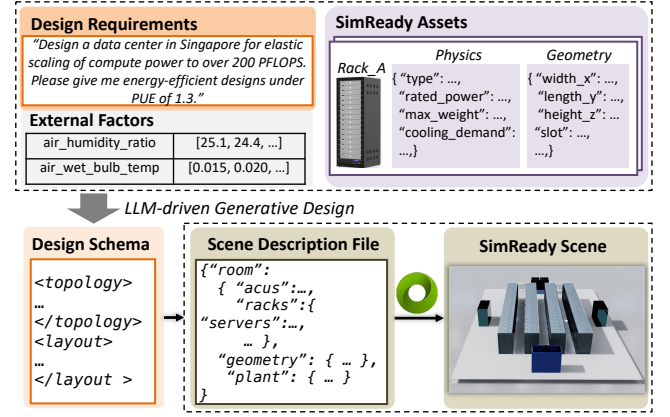 Design Requirements
“Design a data center in Singapore for elastic
scaling of compute power to over 200 PFLOPS.
Please give me energy-efficient designs under
PUE of 1.3.”
External Factors
air_humidity_ratio [25.1, 24.4, …]
air_wet_bulb_temp [0.015, 0.020, …]
SimReady Assets
Rack_A
Physics
{ “type”: …,
“rated_power”: …,
“max_weight”: …,
“cooling_demand”:
…,}
Geometry
{ “width_x”: …,
“length_y”: …,
“height_z”: …
“slot”: …,
…,}
LLM-driven Generative Design
Design Schema
<topology>
…
</topology>
<layout>
…
</layout >
Scene Description File
{“room”:
{ “acus”:…,
“racks”:{
“servers”:…,
… },
“geometry”: { … },
“plant”: { … }
}
SimReady Scene